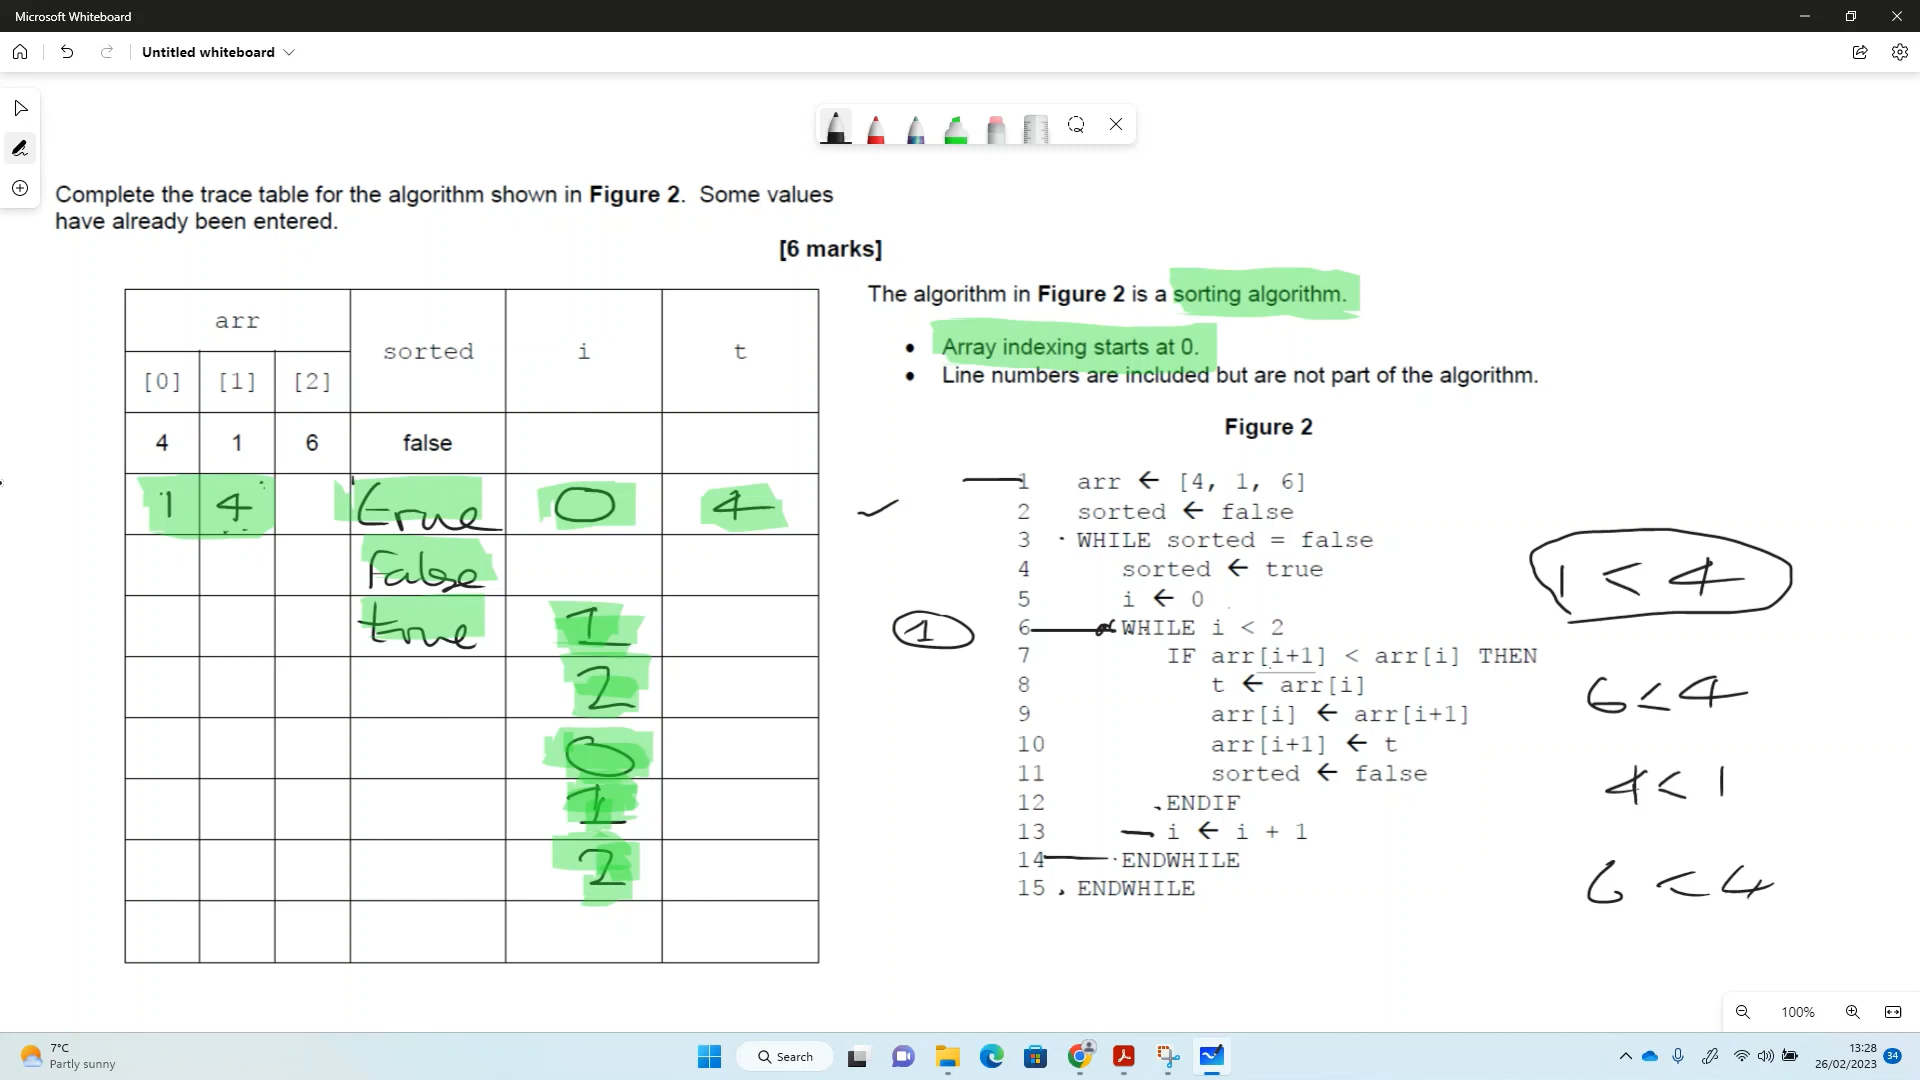 Microsoft Whiteboard
Untitled whiteboard
Complete the trace table for the algorithm shown in Figure 2. Some values
have already been entered.
[6 marks]
arr sorted i t
[0] [1] [2]
4 1 6 false
1 4 true 0 4
False
true 1
2
0
1
2
The algorithm in Figure 2 is a sorting algorithm.
• Array indexing starts at 0.
• Line numbers are included but are not part of the algorithm.
Figure 2
1 arr ← [4, 1, 6]
2 sorted ← false
3 WHILE sorted = false
4 sorted ← true
5 i ← 0
6 WHILE i < 2
7 IF arr[i+1] < arr[i] THEN
8 t ← arr[i]
9 arr[i] ← arr[i+1]
10 arr[i+1] ← t
11 sorted ← false
12 ENDIF
13 i ← i + 1
14 ENDWHILE
15 ENDWHILE
1
1 < 4
6 ≤ 4
4 < 1
6 < 4
100%
7°C
Partly sunny
Search
13:28
26/02/2023
34